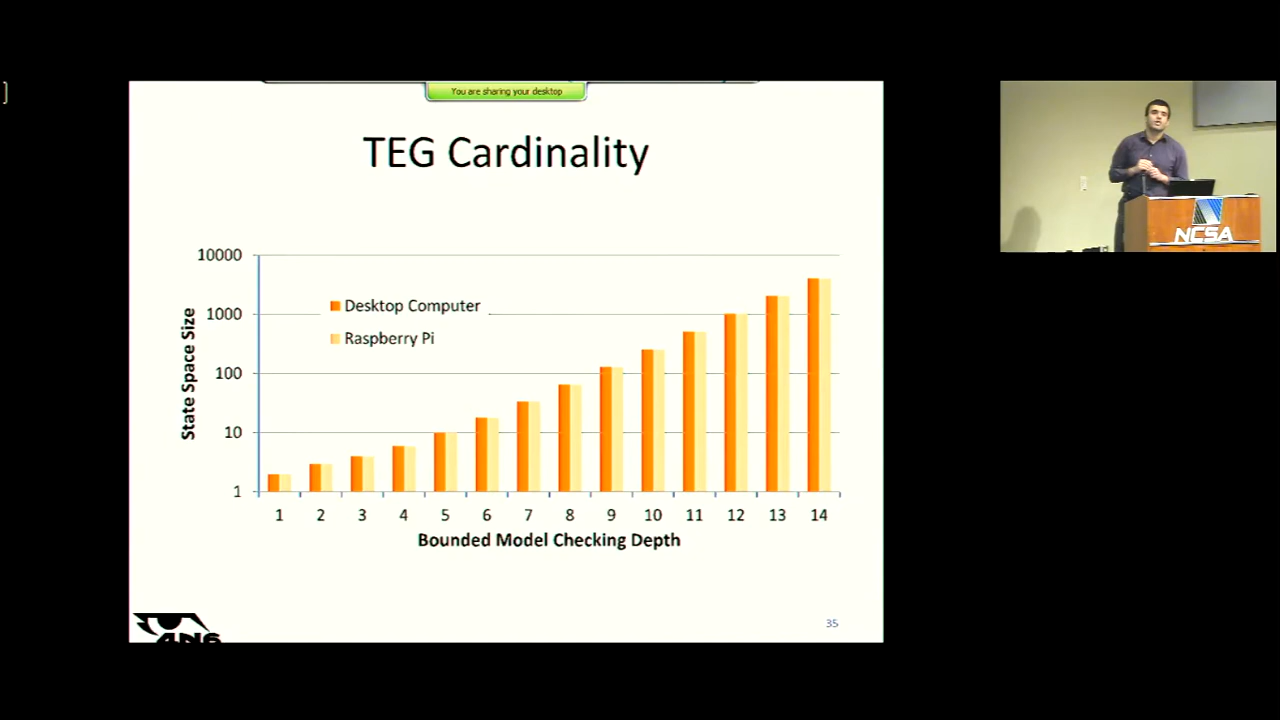 ]
You are sharing your desktop
TEG Cardinality
10000
1000
100
10
1
State Space Size
Desktop Computer
Raspberry Pi
1 2 3 4 5 6 7 8 9 10 11 12 13 14
Bounded Model Checking Depth
35
4N6
NCSA